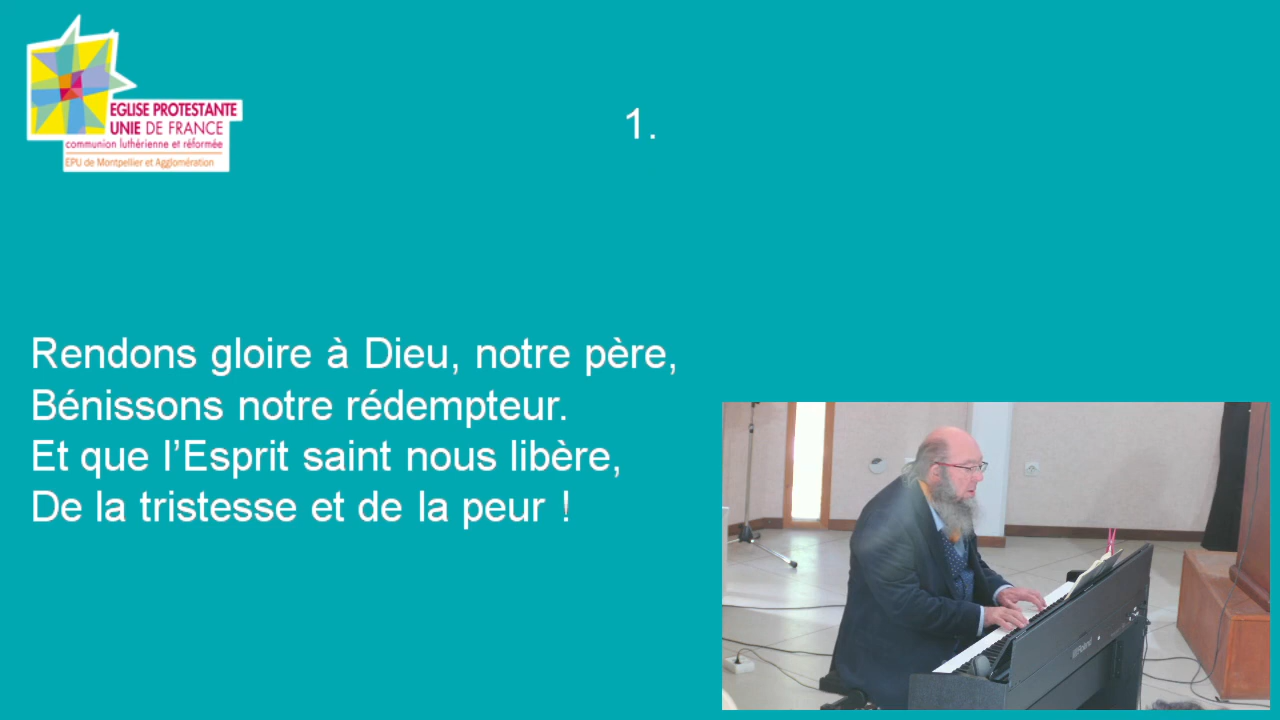 EGLISE PROTESTANTE
UNIE DE FRANCE
communion luthérienne et réformée
EPU de Montpellier et Agglomération
1.
Rendons gloire à Dieu, notre père,
Bénissons notre rédempteur.
Et que l’Esprit saint nous libère,
De la tristesse et de la peur !
Roland